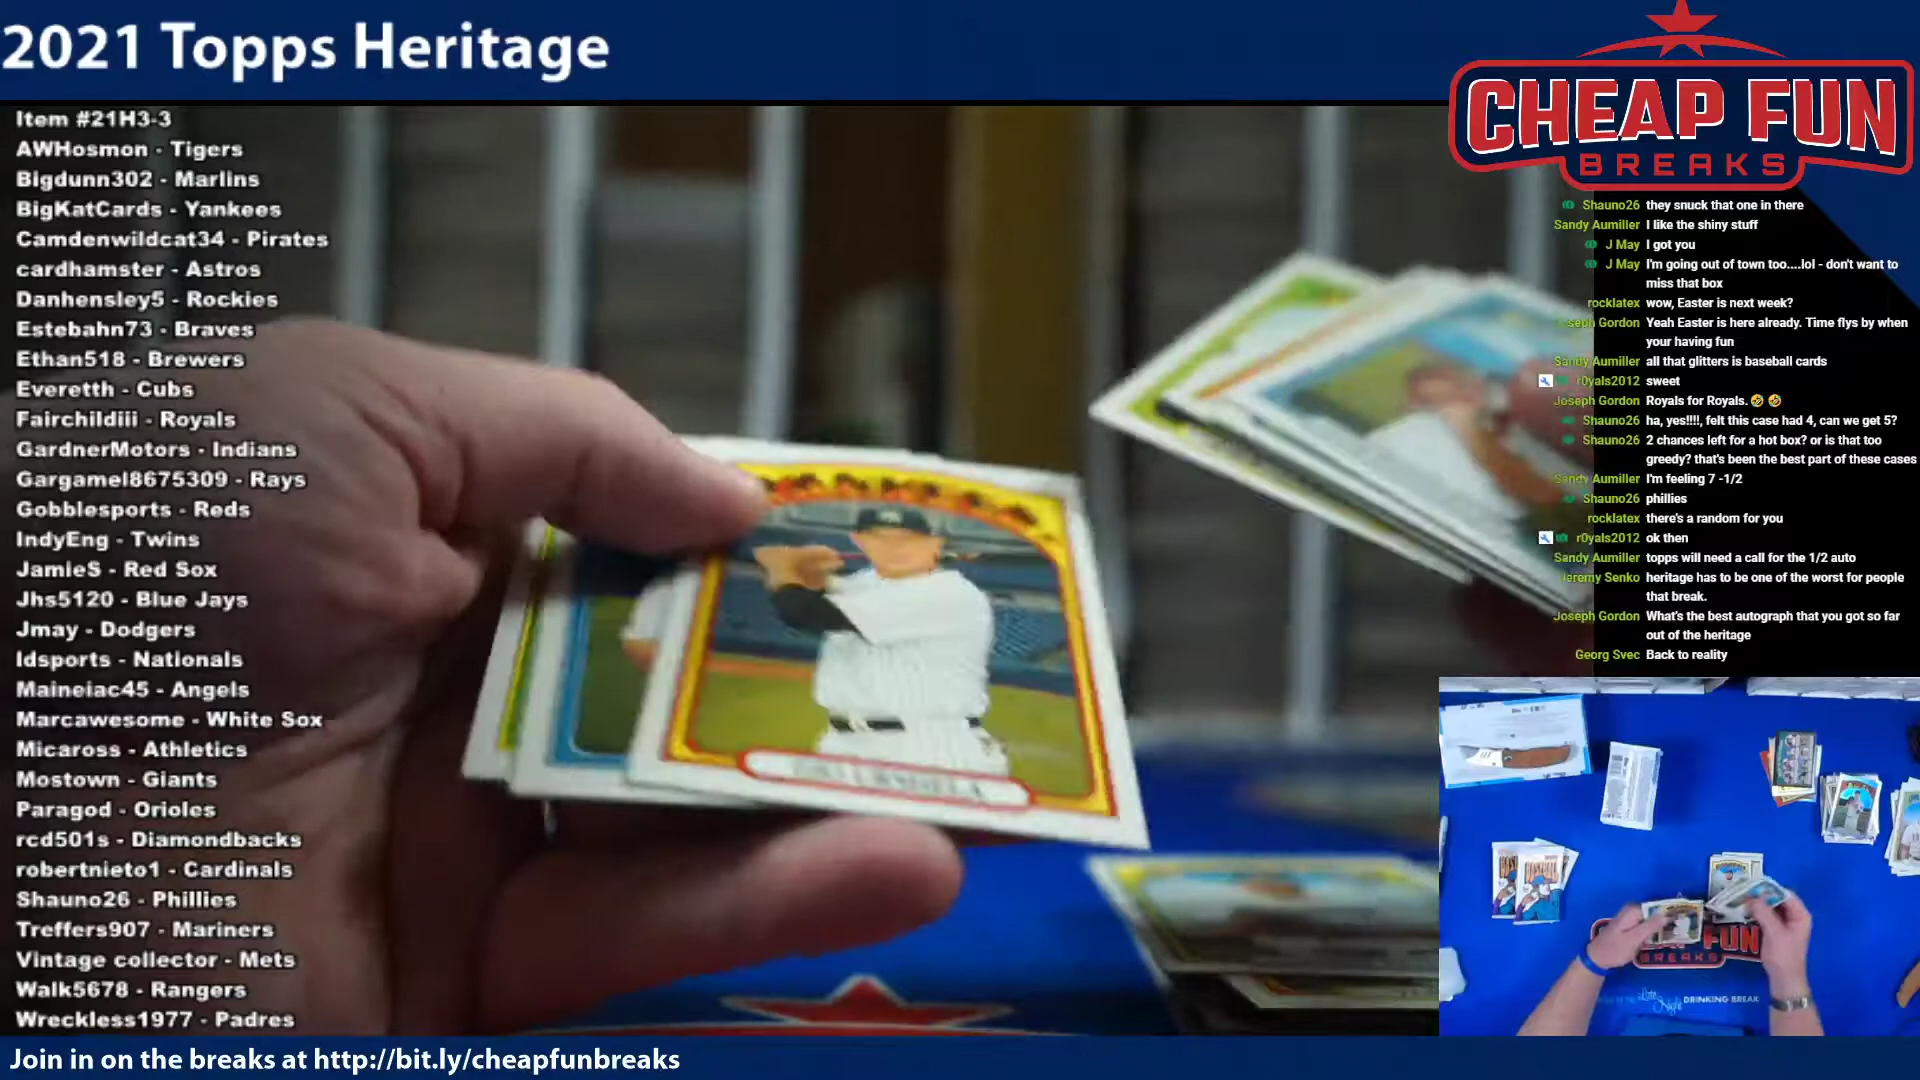 2021 Topps Heritage
CHEAP FUN
BREAKS
Item #21H3-3
AWHosmon - Tigers
Bigdunn302 - Marlins
BigKatCards - Yankees
Camdenwildcat34 - Pirates
cardhamster - Astros
Danhensley5 - Rockies
Estebahn73 - Braves
Ethan518 - Brewers
Everetth - Cubs
Fairchildiii - Royals
GardnerMotors - Indians
Gargamel8675309 - Rays
Gobblesports - Reds
IndyEng - Twins
JamieS - Red Sox
Jhs5120 - Blue Jays
Jmay - Dodgers
ldsports - Nationals
Maineiac45 - Angels
Marcawesome - White Sox
Micaross - Athletics
Mostown - Giants
Paragod - Orioles
rcd501s - Diamondbacks
robertnieto1 - Cardinals
Shauno26 - Phillies
Treffers907 - Mariners
Vintage collector - Mets
Walk5678 - Rangers
Wreckless1977 - Padres
YANKEES
Shauno26 they snuck that one in there
Sandy Aumiller I like the shiny stuff
J May I got you
J May I'm going out of town too....lol - don't want to
miss that box
rocklatex wow, Easter is next week?
Joseph Gordon Yeah Easter is here already. Time flys by when
your having fun
Sandy Aumiller all that glitters is baseball cards
r0yals2012 sweet
Joseph Gordon Royals for Royals. 🤣 🤣
Shauno26 ha, yes!!!!, felt this case had 4, can we get 5?
Shauno26 2 chances left for a hot box? or is that too
greedy? that's been the best part of these cases
Sandy Aumiller I'm feeling 7 -1/2
Shauno26 phillies
rocklatex there's a random for you
r0yals2012 ok then
Sandy Aumiller topps will need a call for the 1/2 auto
Jeremy Senko heritage has to be one of the worst for people
that break.
Joseph Gordon What's the best autograph that you got so far
out of the heritage
Georg Svec Back to reality
FUN
BREAKS
Late Night DRINKING BREAK
Join in on the breaks at http://bit.ly/cheapfunbreaks